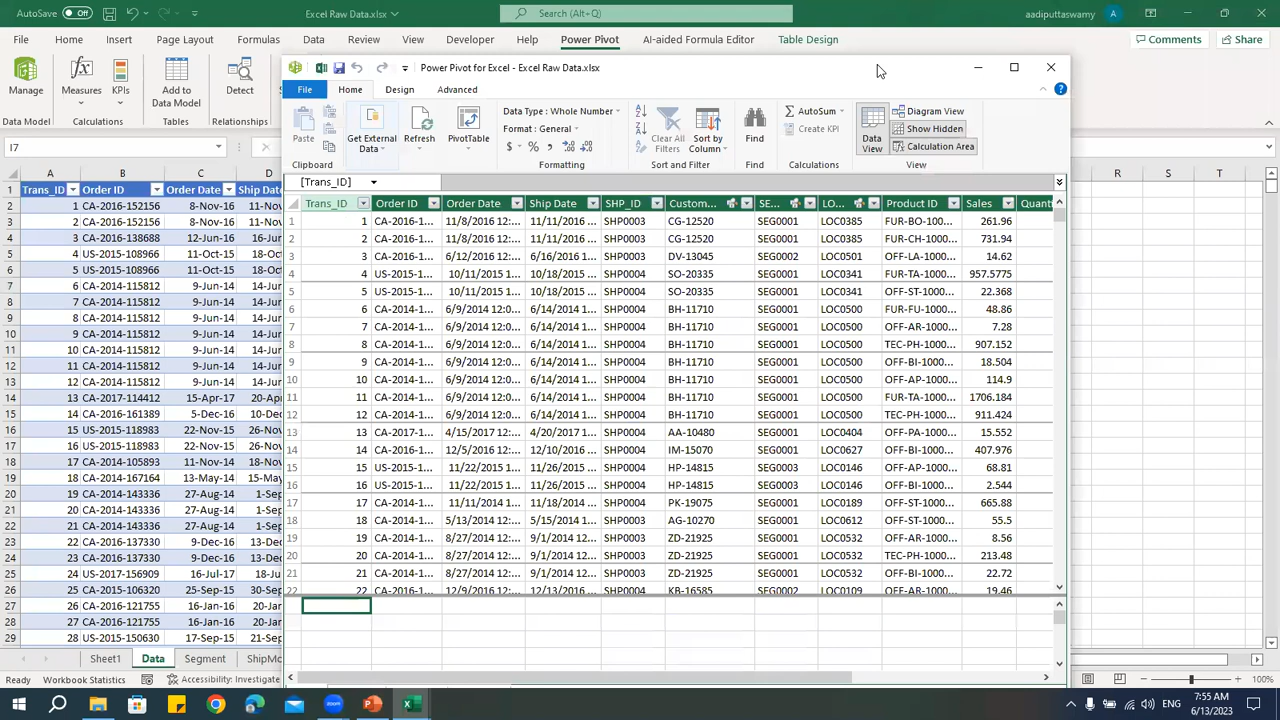 AutoSave Off Excel Raw Data.xlsx Search (Alt+Q) aadiputtaswamy A
File Home Insert Page Layout Formulas Data Review View Developer Help Power Pivot AI-aided Formula Editor Table Design Comments Share
Manage Measures KPIs Add to Data Model Detect
Data Model Calculations Tables Relationships
Power Pivot for Excel - Excel Raw Data.xlsx
File Home Design Advanced
Paste Get External Data Refresh PivotTable Data Type : Whole Number Format : General $ % Clear All Filters Sort by Column Find AutoSum Create KPI Data View Diagram View Show Hidden Calculation Area
Clipboard Formatting Sort and Filter Find Calculations View
I7
[Trans_ID]
A B C D R S T
1 Trans_ID Order ID Order Date Ship Dat
2 1 CA-2016-152156 8-Nov-16 11-Nov
3 2 CA-2016-152156 8-Nov-16 11-Nov
4 3 CA-2016-138688 12-Jun-16 16-Jun
5 4 US-2015-108966 11-Oct-15 18-Oc
6 5 US-2015-108966 11-Oct-15 18-Oc
7 6 CA-2014-115812 9-Jun-14 14-Jun
8 7 CA-2014-115812 9-Jun-14 14-Jun
9 8 CA-2014-115812 9-Jun-14 14-Jun
10 9 CA-2014-115812 9-Jun-14 14-Jun
11 10 CA-2014-115812 9-Jun-14 14-Jun
12 11 CA-2014-115812 9-Jun-14 14-Jun
13 12 CA-2014-115812 9-Jun-14 14-Jun
14 13 CA-2017-114412 15-Apr-17 20-Ap
15 14 CA-2016-161389 5-Dec-16 10-De
16 15 US-2015-118983 22-Nov-15 26-No
17 16 US-2015-118983 22-Nov-15 26-No
18 17 CA-2014-105893 11-Nov-14 18-No
19 18 CA-2014-167164 13-May-14 15-Ma
20 19 CA-2014-143336 27-Aug-14 1-Sep
21 20 CA-2014-143336 27-Aug-14 1-Sep
22 21 CA-2014-143336 27-Aug-14 1-Sep
23 22 CA-2016-137330 9-Dec-16 13-De
24 23 CA-2016-137330 9-Dec-16 13-De
25 24 US-2017-156909 16-Jul-17 18-Ju
26 25 CA-2015-106320 25-Sep-15 30-Sep
27 26 CA-2016-121755 16-Jan-16 20-Jan
28 27 CA-2016-121755 16-Jan-16 20-Jan
29 28 US-2015-150630 17-Sep-15 21-Sep
Trans_ID Order ID Order Date Ship Date SHP_ID Custom... SE... LO... Product ID Sales Quant
1 1 CA-2016-1... 11/8/2016 12:... 11/11/2016 ... SHP0003 CG-12520 SEG0001 LOC0385 FUR-BO-100... 261.96
2 2 CA-2016-1... 11/8/2016 12:... 11/11/2016 ... SHP0003 CG-12520 SEG0001 LOC0385 FUR-CH-1000... 731.94
3 3 CA-2016-1... 6/12/2016 12:... 6/16/2016 1... SHP0003 DV-13045 SEG0002 LOC0501 OFF-LA-1000... 14.62
4 4 US-2015-1... 10/11/2015 1... 10/18/2015 ... SHP0004 SO-20335 SEG0001 LOC0341 FUR-TA-1000... 957.5775
5 5 US-2015-1... 10/11/2015 1... 10/18/2015 ... SHP0004 SO-20335 SEG0001 LOC0341 OFF-ST-1000... 22.368
6 6 CA-2014-1... 6/9/2014 12:0... 6/14/2014 1... SHP0004 BH-11710 SEG0001 LOC0500 FUR-FU-1000... 48.86
7 7 CA-2014-1... 6/9/2014 12:0... 6/14/2014 1... SHP0004 BH-11710 SEG0001 LOC0500 OFF-AR-1000... 7.28
8 8 CA-2014-1... 6/9/2014 12:0... 6/14/2014 1... SHP0004 BH-11710 SEG0001 LOC0500 TEC-PH-1000... 907.152
9 9 CA-2014-1... 6/9/2014 12:0... 6/14/2014 1... SHP0004 BH-11710 SEG0001 LOC0500 OFF-BI-1000... 18.504
10 10 CA-2014-1... 6/9/2014 12:0... 6/14/2014 1... SHP0004 BH-11710 SEG0001 LOC0500 OFF-AP-1000... 114.9
11 11 CA-2014-1... 6/9/2014 12:0... 6/14/2014 1... SHP0004 BH-11710 SEG0001 LOC0500 FUR-TA-1000... 1706.184
12 12 CA-2014-1... 6/9/2014 12:0... 6/14/2014 1... SHP0004 BH-11710 SEG0001 LOC0500 TEC-PH-1000... 911.424
13 13 CA-2017-1... 4/15/2017 12:... 4/20/2017 1... SHP0004 AA-10480 SEG0001 LOC0404 OFF-PA-1000... 15.552
14 14 CA-2016-1... 12/5/2016 12:... 12/10/2016 ... SHP0004 IM-15070 SEG0001 LOC0627 OFF-BI-1000... 407.976
15 15 US-2015-1... 11/22/2015 1... 11/26/2015 ... SHP0004 HP-14815 SEG0003 LOC0146 OFF-AP-1000... 68.81
16 16 US-2015-1... 11/22/2015 1... 11/26/2015 ... SHP0004 HP-14815 SEG0003 LOC0146 OFF-BI-1000... 2.544
17 17 CA-2014-1... 11/11/2014 1... 11/18/2014 ... SHP0004 PK-19075 SEG0001 LOC0189 OFF-ST-1000... 665.88
18 18 CA-2014-1... 5/13/2014 12:... 5/15/2014 1... SHP0003 AG-10270 SEG0001 LOC0612 OFF-ST-1000... 55.5
19 19 CA-2014-1... 8/27/2014 12:... 9/1/2014 12... SHP0003 ZD-21925 SEG0001 LOC0532 OFF-AR-1000... 8.56
20 20 CA-2014-1... 8/27/2014 12:... 9/1/2014 12... SHP0003 ZD-21925 SEG0001 LOC0532 TEC-PH-1000... 213.48
21 21 CA-2014-1... 8/27/2014 12:... 9/1/2014 12... SHP0003 ZD-21925 SEG0001 LOC0532 OFF-BI-1000... 22.72
22 22 CA-2016-1... 12/9/2016 12:... 12/13/2016 ... SHP0004 KB-16585 SEG0001 LOC0109 OFF-AR-1000... 19.46
Sheet1 Data Segment ShipMo
Ready Workbook Statistics Accessibility: Investigate 100%
ENG 7:55 AM
6/13/2023